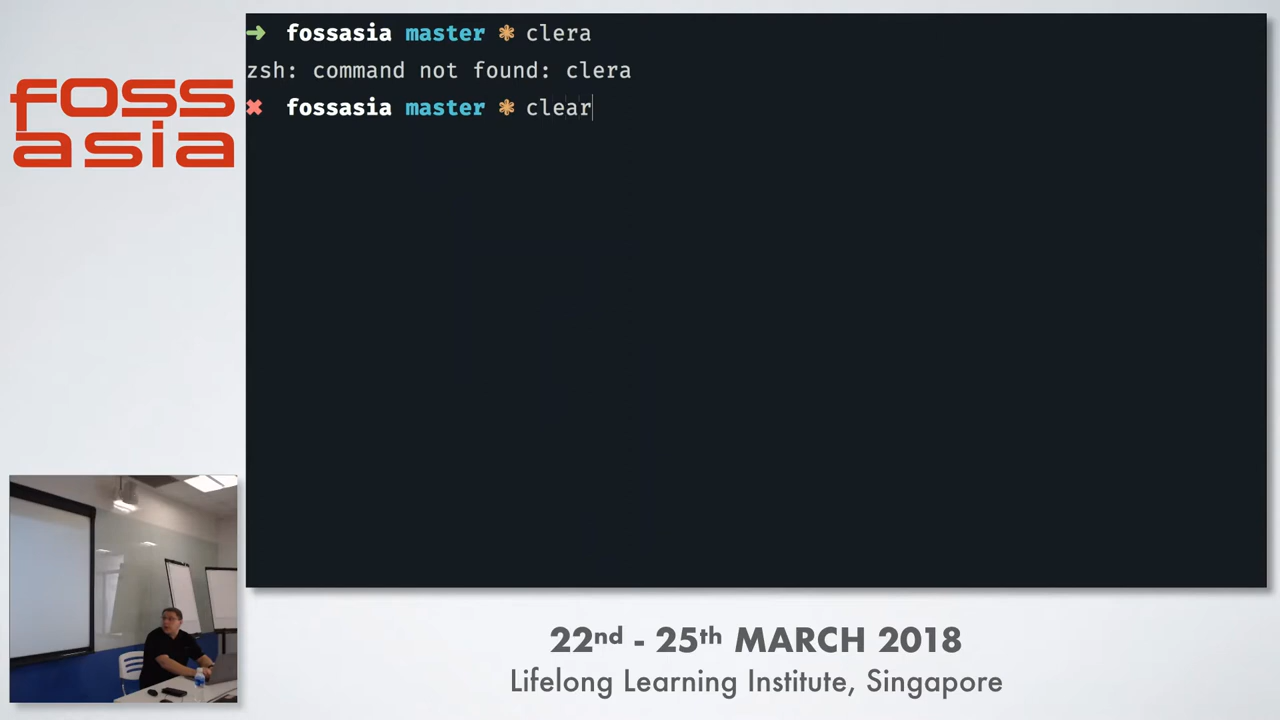 foss
asia
➜ fossasia master ✽ clera
zsh: command not found: clera
✖ fossasia master ✽ clear
22nd - 25th MARCH 2018
Lifelong Learning Institute, Singapore